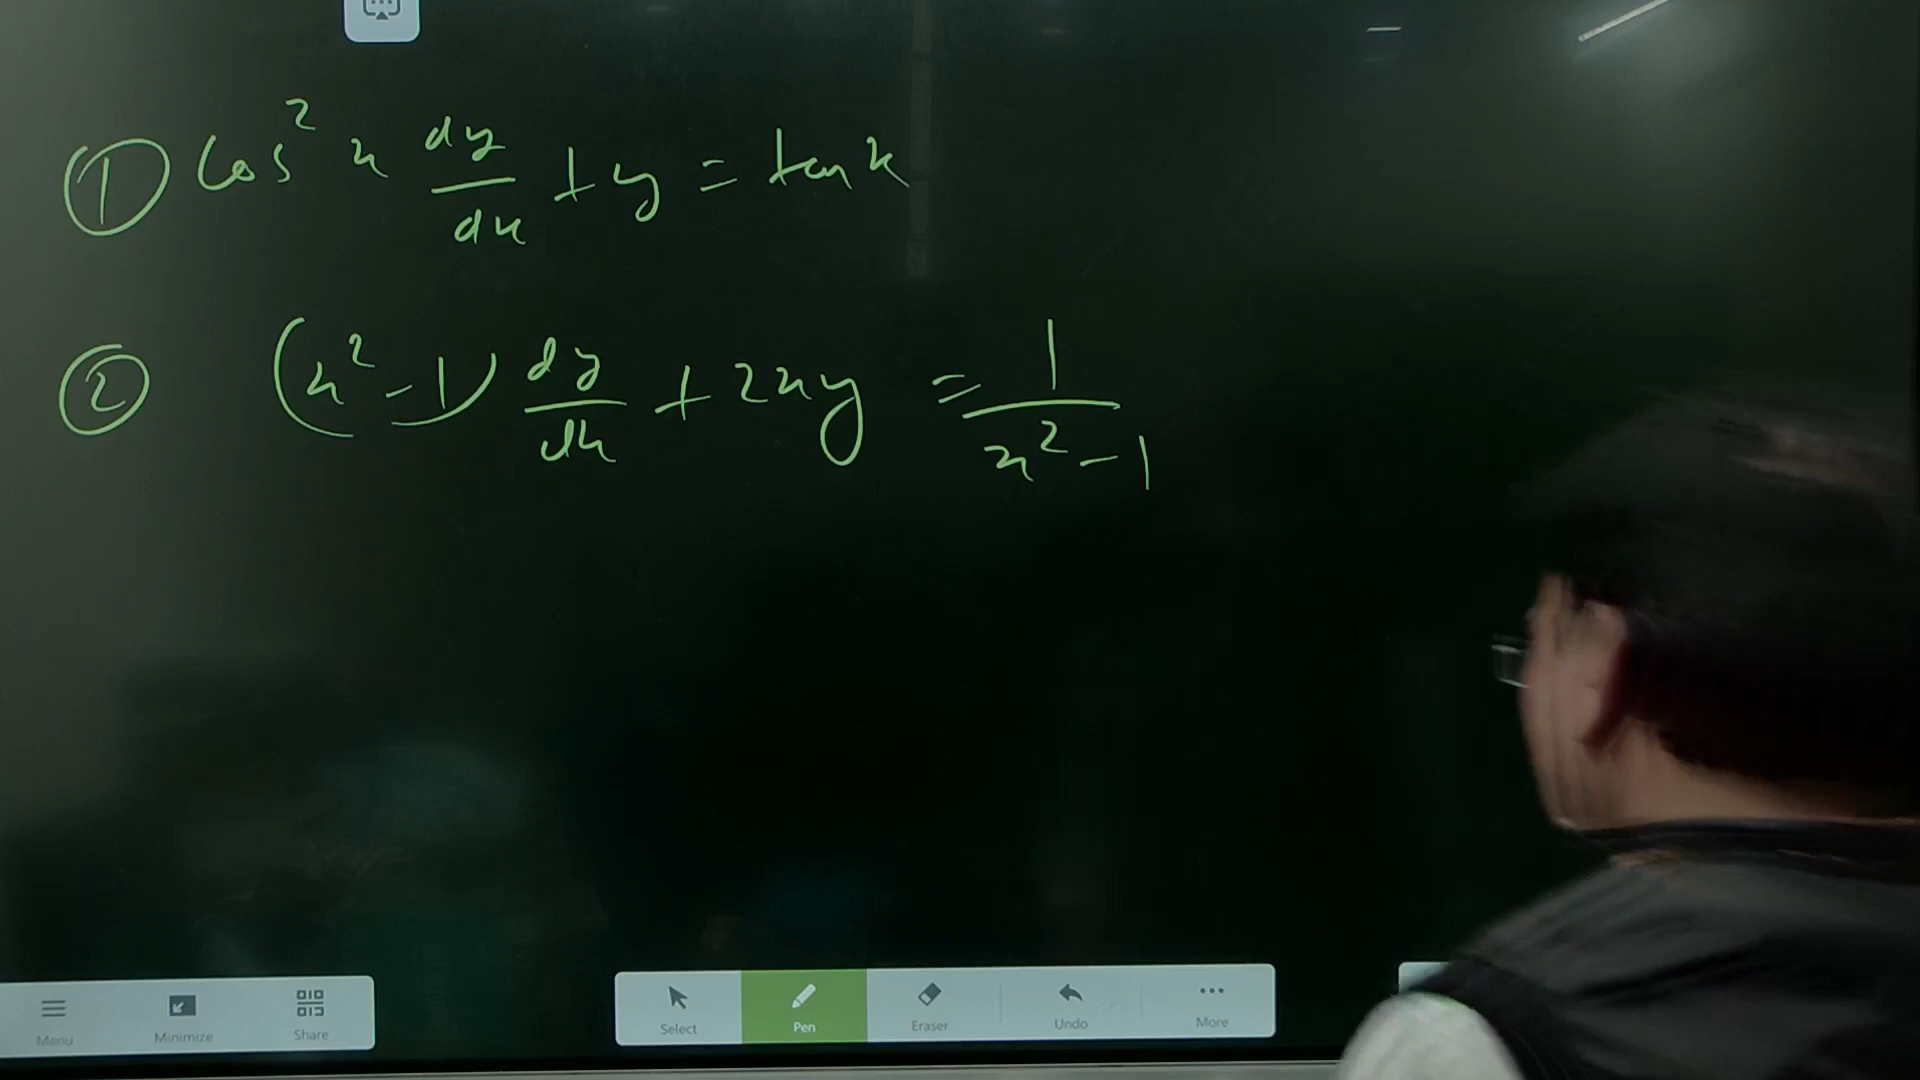 ① cos² x dy/dx + y = tan x
② (x² - 1) dy/dx + 2xy = 1/(x² - 1)
Menu Minimize Share Select Pen Eraser Undo More